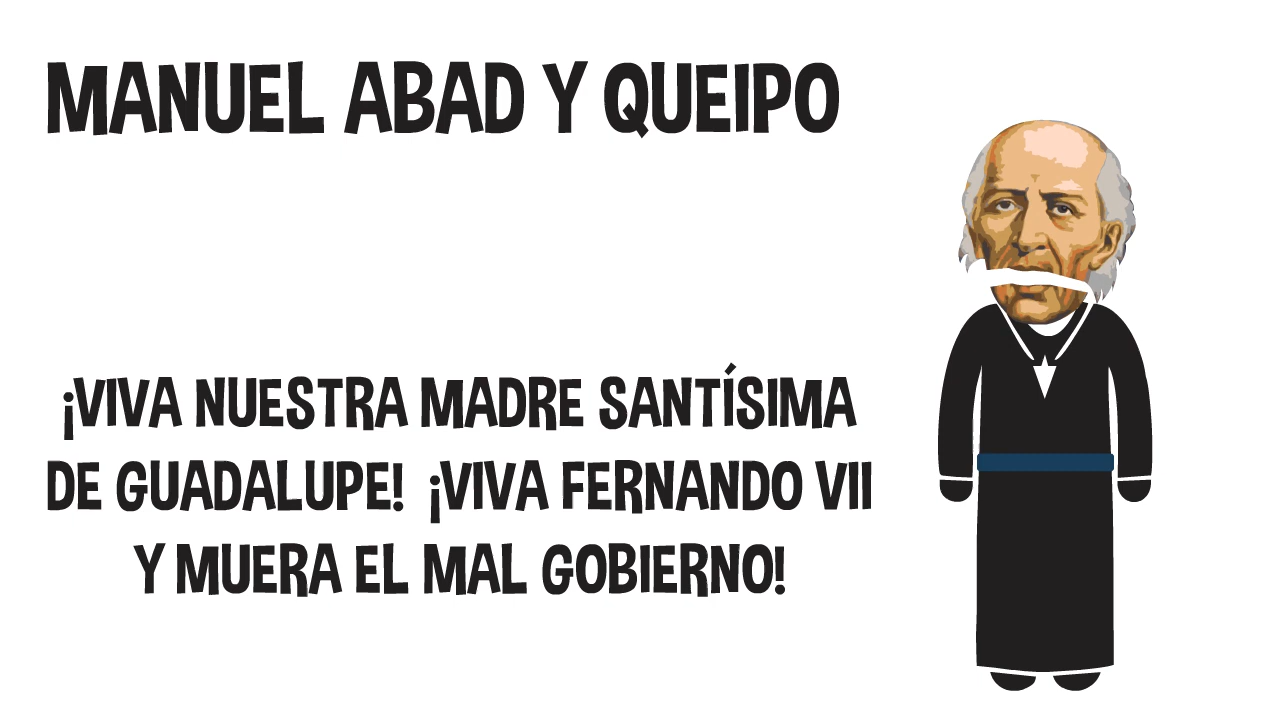 MANUEL ABAD Y QUEIPO
¡VIVA NUESTRA MADRE SANTÍSIMA
DE GUADALUPE! ¡VIVA FERNANDO VII
Y MUERA EL MAL GOBIERNO!